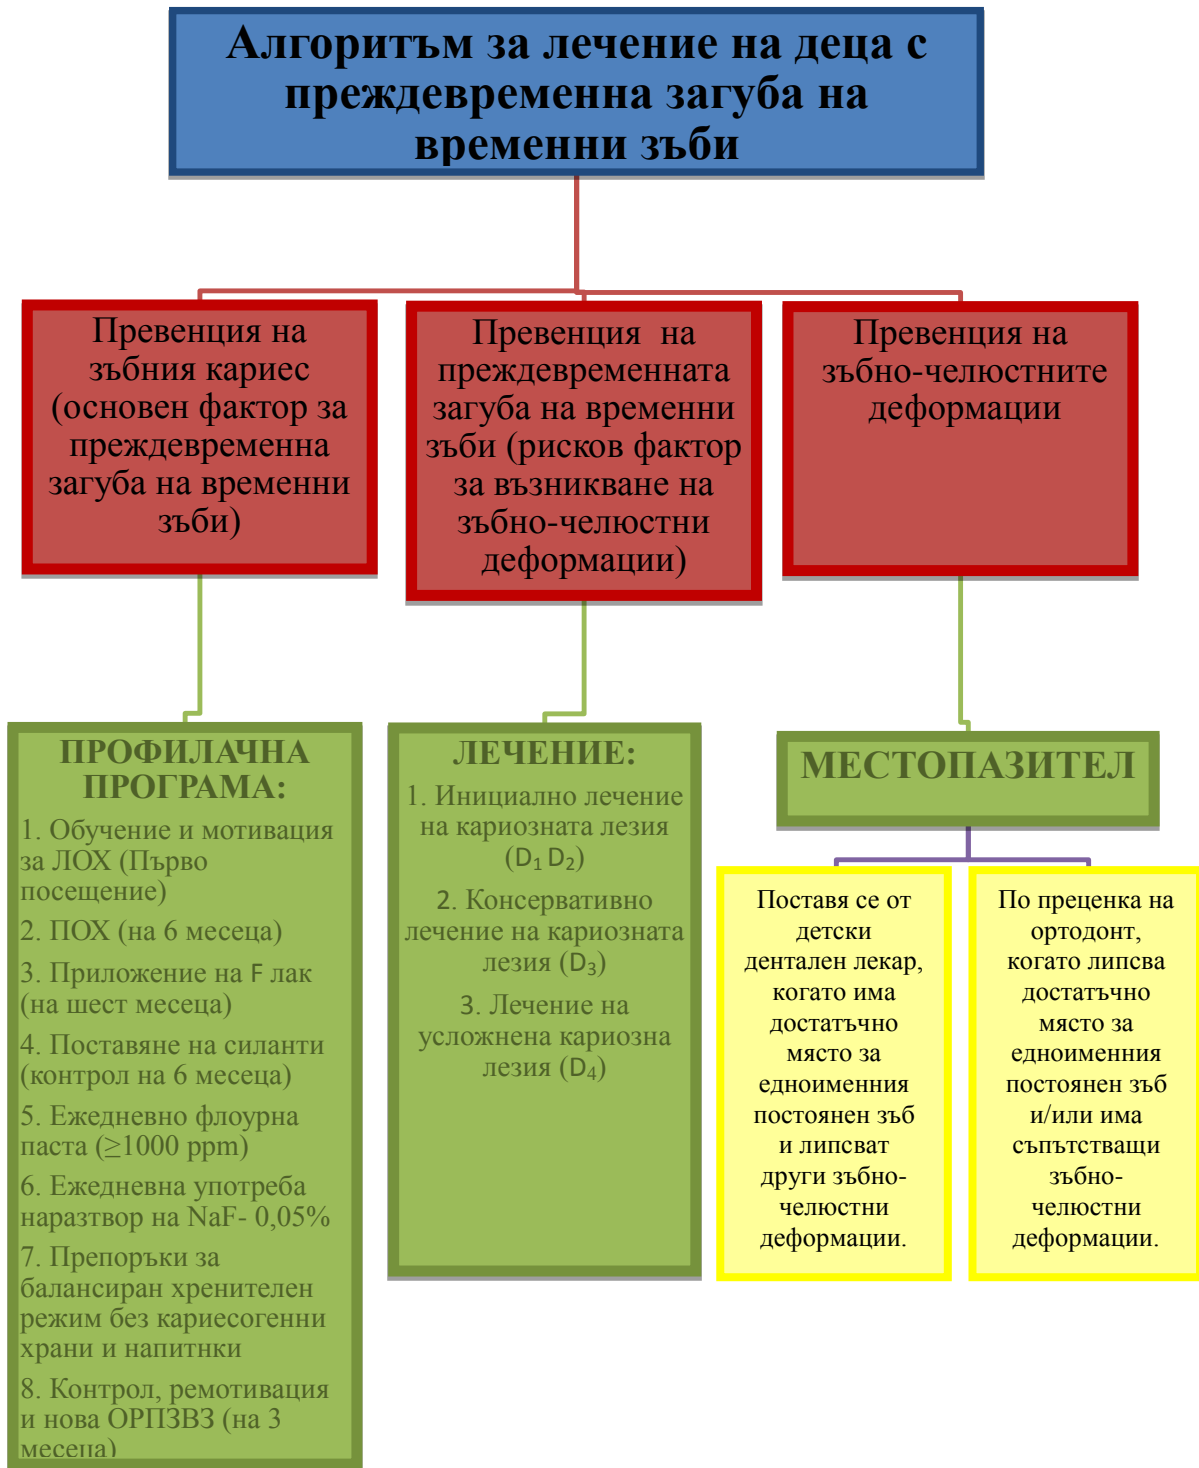 Алгоритъм за лечение на деца с
преждевременна загуба на
временни зъби
Превенция на
зъбния кариес
(основен фактор за
преждевременна
загуба на временни
зъби)
Превенция на
преждевременната
загуба на временни
зъби (рисков фактор
за възникване на
зъбно-челюстни
деформации)
Превенция на
зъбно-челюстните
деформации
ПРОФИЛАЧНА
ПРОГРАМА:
1. Обучение и мотивация
за ЛОХ (Първо
посещение)
2. ПОХ (на 6 месеца)
3. Приложение на F лак
(на шест месеца)
4. Поставяне на силанти
(контрол на 6 месеца)
5. Ежедневно флоурна
паста (≥1000 ppm)
6. Ежедневна употреба
наразтвор на NaF- 0,05%
7. Препоръки за
балансиран хренителен
режим без кариесогенни
храни и напитнки
8. Контрол, ремотивация
и нова ОРПЗВЗ (на 3
месеца)
ЛЕЧЕНИЕ:
1. Инициално лечение
на кариозната лезия
(D₁ D₂)
2. Консервативно
лечение на кариозната
лезия (D₃)
3. Лечение на
усложнена кариозна
лезия (D₄)
МЕСТОПАЗИТЕЛ
Поставя се от
детски
дентален лекар,
когато има
достатъчно
място за
едноименния
постоянен зъб
и липсват
други зъбно-
челюстни
деформации.
По преценка на
ортодонт,
когато липсва
достатъчно
място за
едноименния
постоянен зъб
и/или има
съпътстващи
зъбно-
челюстни
деформации.